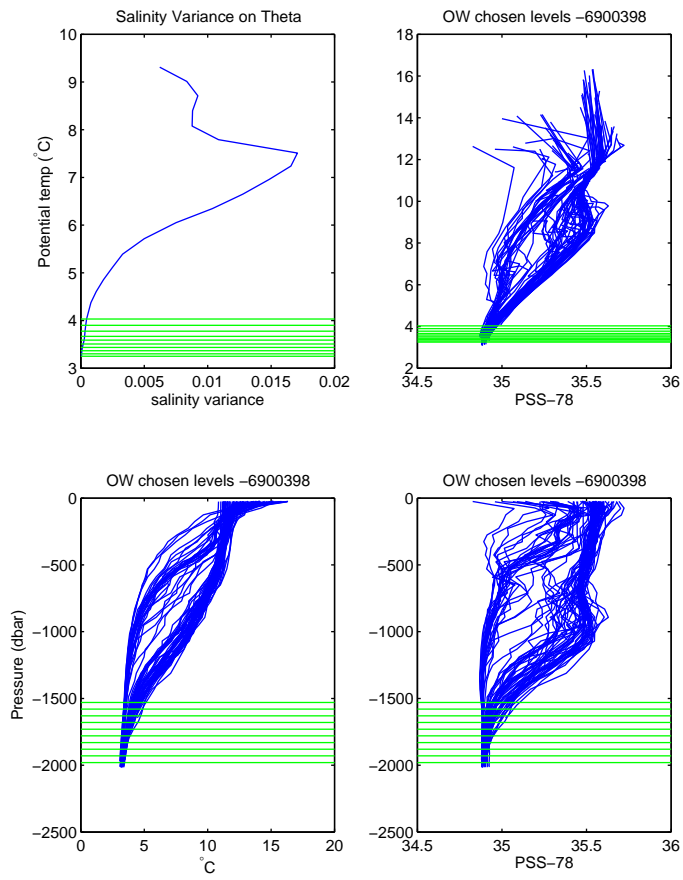 Salinity Variance on Theta
10
9
8
7
6
5
4
3
Potential temp (°C)
0 0.005 0.01 0.015 0.02
salinity variance
OW chosen levels −6900398
18
16
14
12
10
8
6
4
2
34.5 35 35.5 36
PSS−78
OW chosen levels −6900398
0
−500
−1000
−1500
−2000
−2500
Pressure (dbar)
0 5 10 15 20
°C
OW chosen levels −6900398
0
−500
−1000
−1500
−2000
−2500
34.5 35 35.5 36
PSS−78